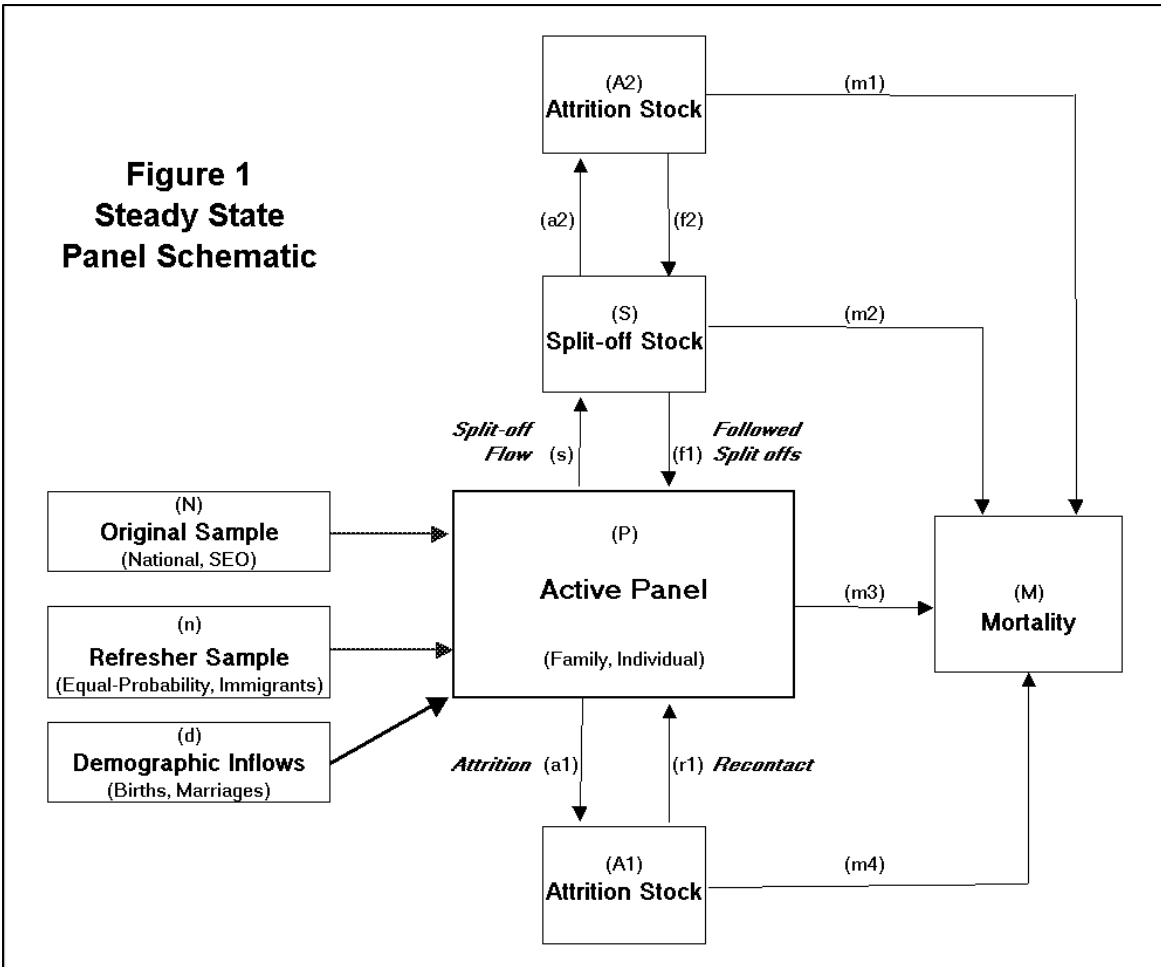 Figure 1
Steady State
Panel Schematic
(A2)
Attrition Stock
(m1)
(a2)
(f2)
(S)
Split-off Stock
(m2)
Split-off
Flow (s)
(f1) Followed
Split offs
(N)
Original Sample
(National, SEO)
(n)
Refresher Sample
(Equal-Probability, Immigrants)
(d)
Demographic Inflows
(Births, Marriages)
(P)
Active Panel
(Family, Individual)
(m3)
(M)
Mortality
Attrition (a1)
(r1) Recontact
(A1)
Attrition Stock
(m4)